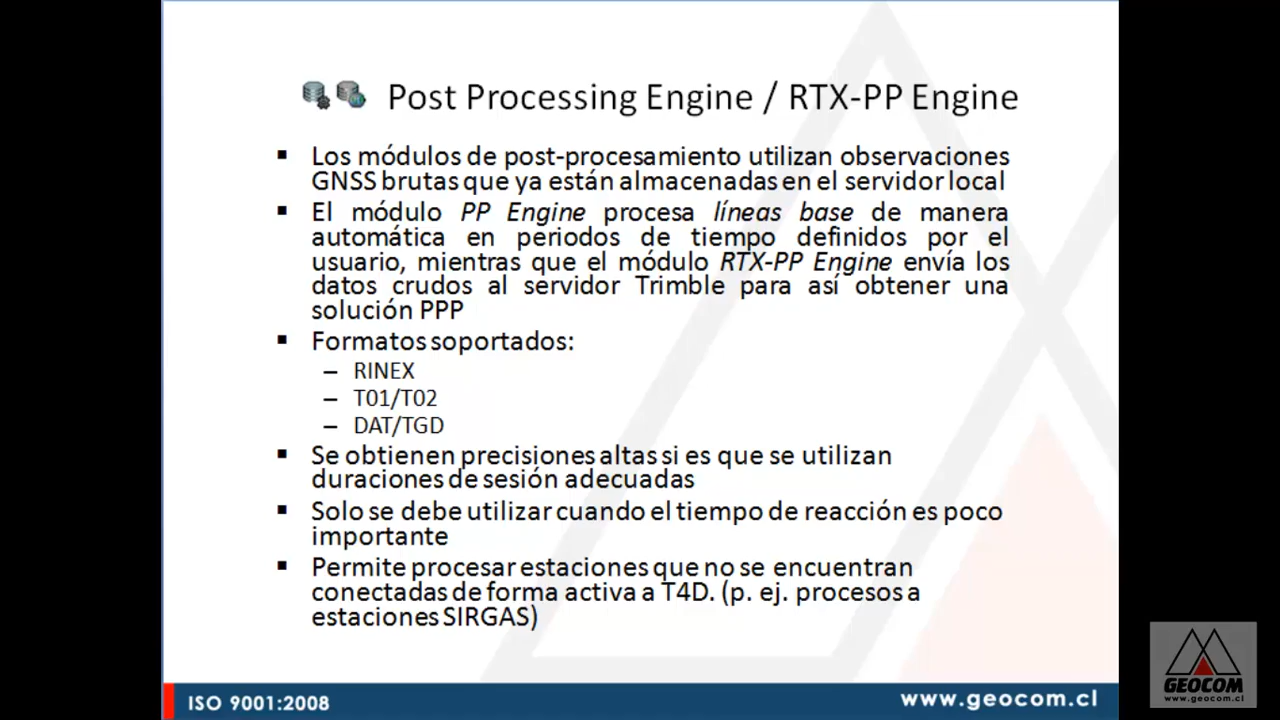 Post Processing Engine / RTX-PP Engine
▪ Los módulos de post-procesamiento utilizan observaciones
GNSS brutas que ya están almacenadas en el servidor local
▪ El módulo PP Engine procesa líneas base de manera
automática en periodos de tiempo definidos por el
usuario, mientras que el módulo RTX-PP Engine envía los
datos crudos al servidor Trimble para así obtener una
solución PPP
▪ Formatos soportados:
– RINEX
– T01/T02
– DAT/TGD
▪ Se obtienen precisiones altas si es que se utilizan
duraciones de sesión adecuadas
▪ Solo se debe utilizar cuando el tiempo de reacción es poco
importante
▪ Permite procesar estaciones que no se encuentran
conectadas de forma activa a T4D. (p. ej. procesos a
estaciones SIRGAS)
ISO 9001:2008
www.geocom.cl
GEOCOM
www.geocom.cl